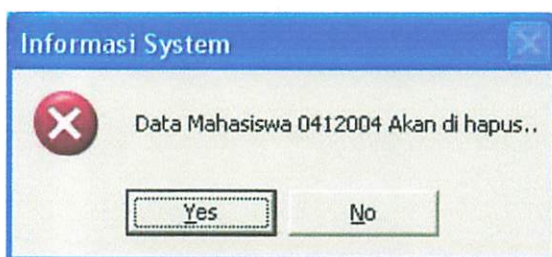 Informasi System
Data Mahasiswa 0412004 Akan di hapus..
Yes No